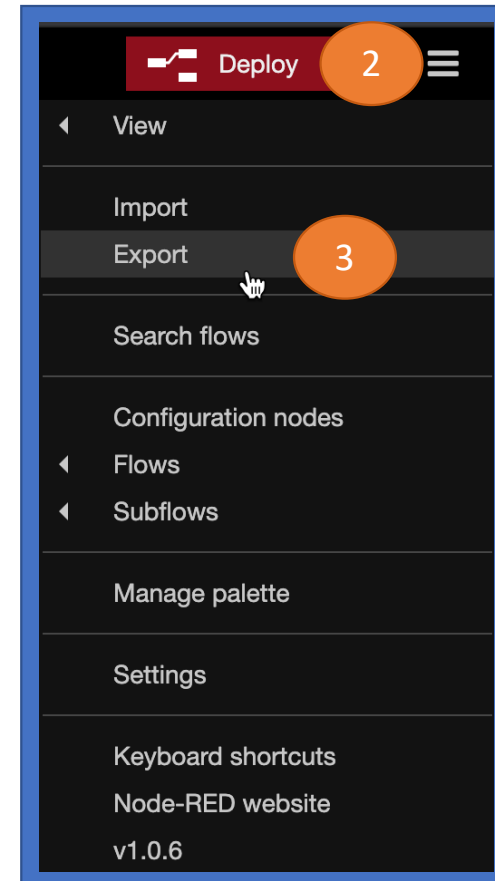 Deploy 2
View
Import
Export 3
Search flows
Configuration nodes
Flows
Subflows
Manage palette
Settings
Keyboard shortcuts
Node-RED website
v1.0.6